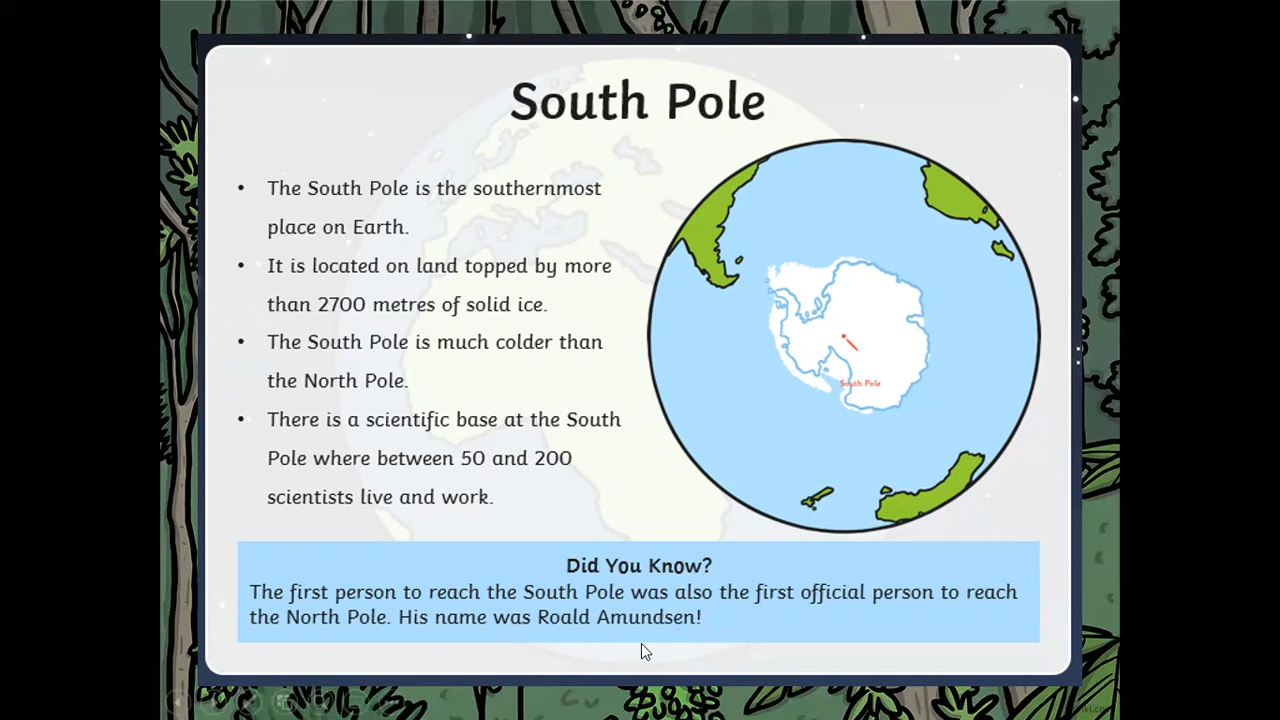 South Pole
• The South Pole is the southernmost
place on Earth.
• It is located on land topped by more
than 2700 metres of solid ice.
• The South Pole is much colder than
the North Pole.
• There is a scientific base at the South
Pole where between 50 and 200
scientists live and work.
South Pole
Did You Know?
The first person to reach the South Pole was also the first official person to reach
the North Pole. His name was Roald Amundsen!